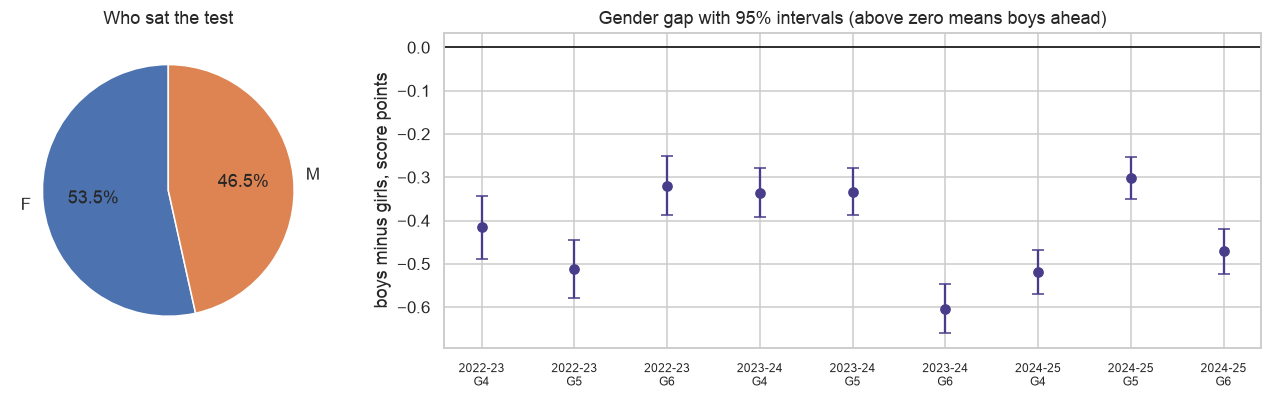 Who sat the test
F
53.5%
46.5%
M
Gender gap with 95% intervals (above zero means boys ahead)
boys minus girls, score points
0.0
−0.1
−0.2
−0.3
−0.4
−0.5
−0.6
2022-23
G4
2022-23
G5
2022-23
G6
2023-24
G4
2023-24
G5
2023-24
G6
2024-25
G4
2024-25
G5
2024-25
G6